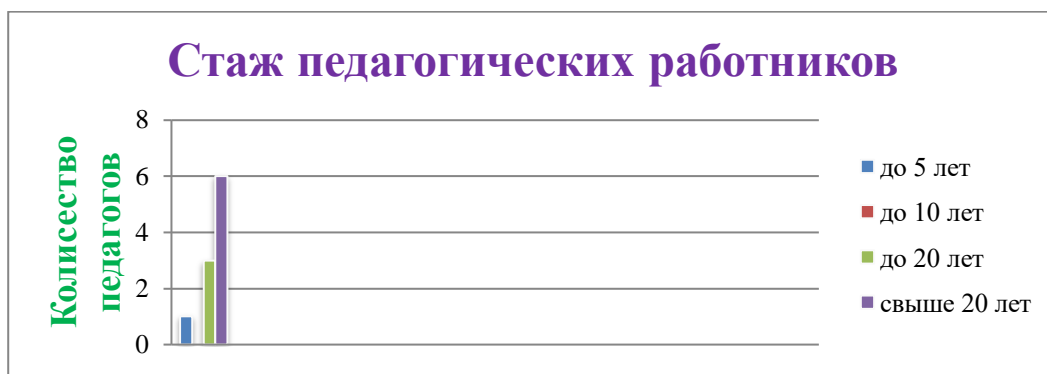 Стаж педагогических работников
Колисество
педагогов
8
6
4
2
0
до 5 лет
до 10 лет
до 20 лет
свыше 20 лет